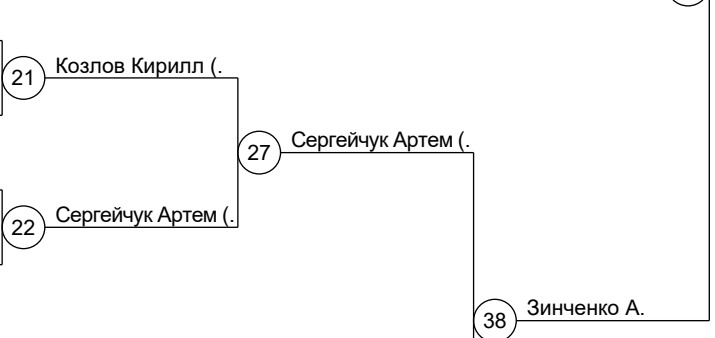 Козлов Кирилл (.
21
Сергейчук Артем (.
27
Сергейчук Артем (.
22
Зинченко А.
38